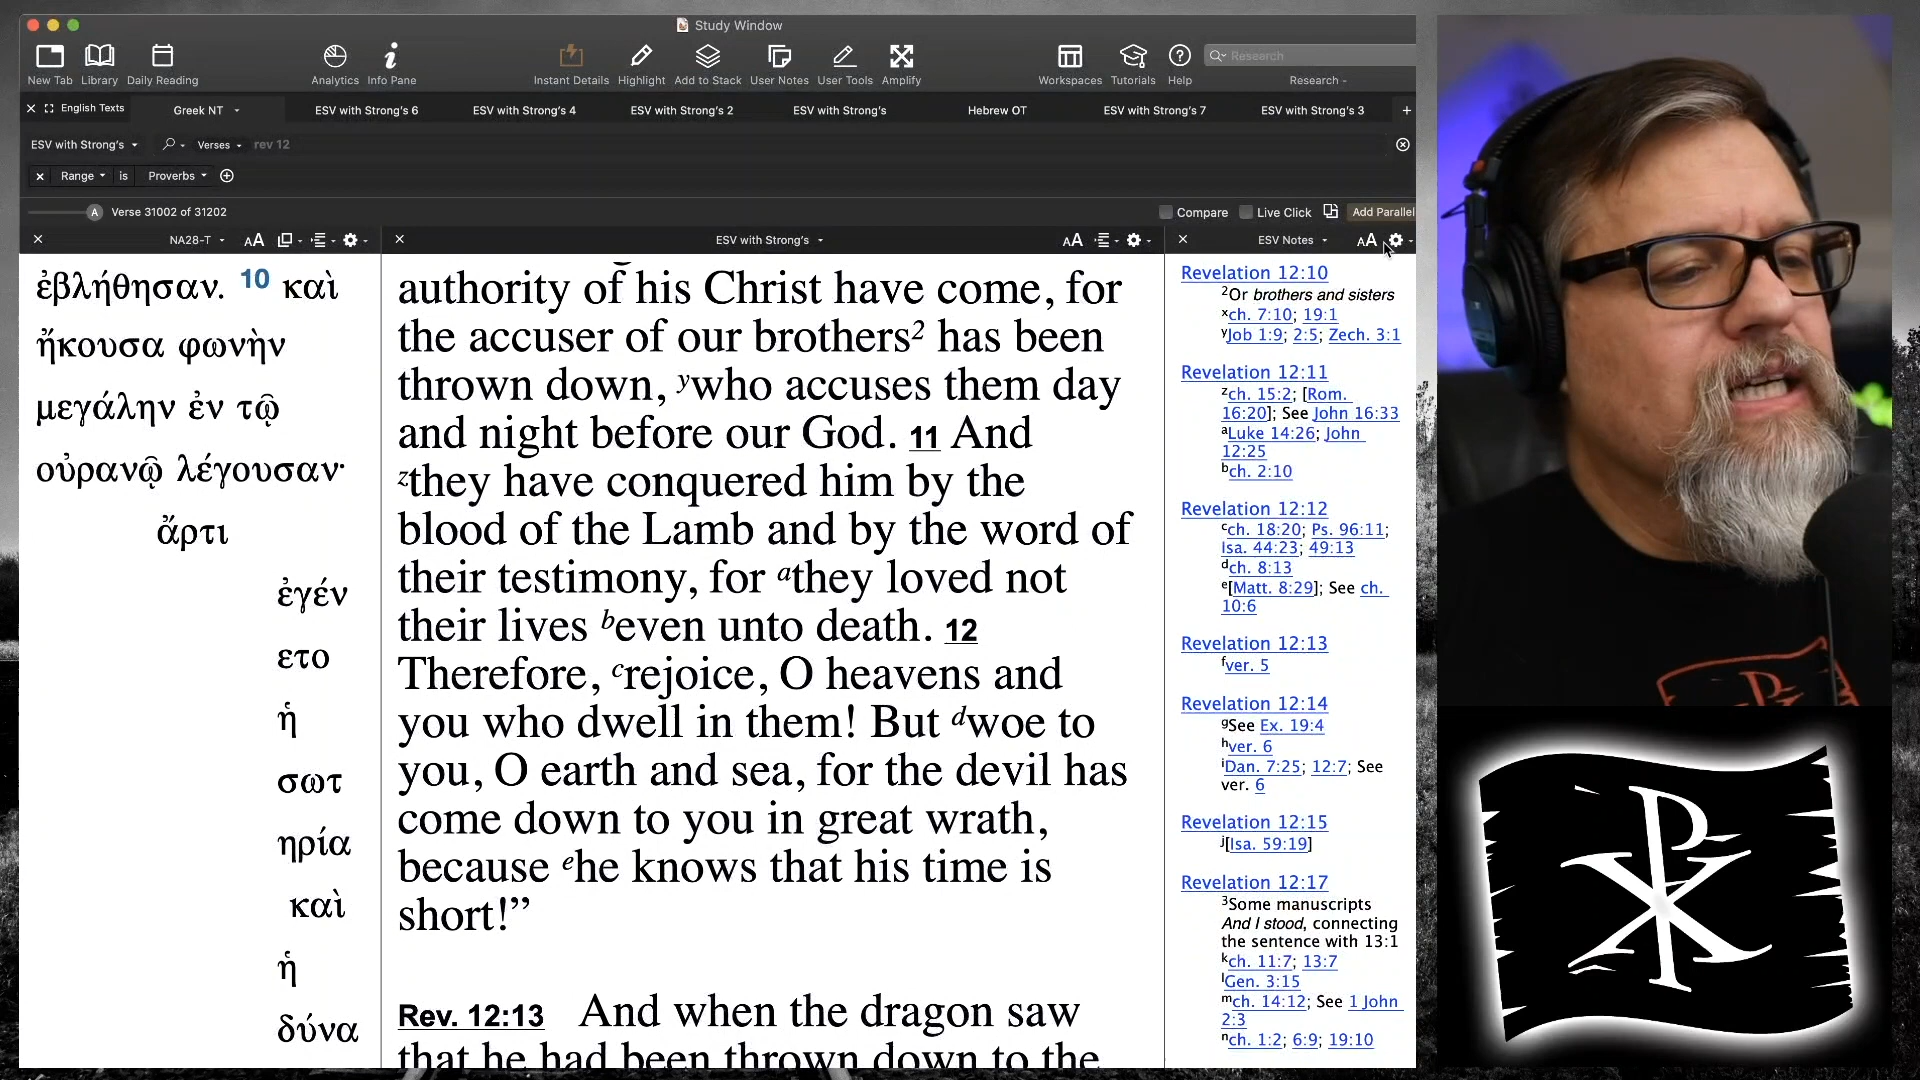 Study Window
New Tab
Library
Daily Reading
Analytics
Info Pane
Instant Details
Highlight
Add to Stack
User Notes
User Tools
Amplify
Workspaces
Tutorials
Help
Research
Research
English Texts
Greek NT
ESV with Strong's 6
ESV with Strong's 4
ESV with Strong's 2
ESV with Strong's
Hebrew OT
ESV with Strong's 7
ESV with Strong's 3
ESV with Strong's
Verses
rev 12
Range
is
Proverbs
A
Verse 31002 of 31202
Compare
Live Click
Add Parallel
NA28-T
AA
ESV with Strong's
AA
ESV Notes
AA
ἐβλήθησαν. 10 καὶ
ἤκουσα φωνὴν
μεγάλην ἐν τῷ
οὐρανῷ λέγουσαν·
ἄρτι
ἐγέν
ετο
ἡ
σωτ
ηρία
καὶ
ἡ
δύνα
authority of his Christ have come, for
the accuser of our brothers2 has been
thrown down, ywho accuses them day
and night before our God. 11 And
zthey have conquered him by the
blood of the Lamb and by the word of
their testimony, for athey loved not
their lives beven unto death. 12
Therefore, crejoice, O heavens and
you who dwell in them! But dwoe to
you, O earth and sea, for the devil has
come down to you in great wrath,
because ehe knows that his time is
short!”
Rev. 12:13 And when the dragon saw
that he had been thrown down to the
Revelation 12:10
2Or brothers and sisters
xch. 7:10; 19:1
yJob 1:9; 2:5; Zech. 3:1
Revelation 12:11
zch. 15:2; [Rom.
16:20]; See John 16:33
aLuke 14:26; John
12:25
bch. 2:10
Revelation 12:12
cch. 18:20; Ps. 96:11;
Isa. 44:23; 49:13
dch. 8:13
e[Matt. 8:29]; See ch.
10:6
Revelation 12:13
fver. 5
Revelation 12:14
gSee Ex. 19:4
hver. 6
iDan. 7:25; 12:7; See
ver. 6
Revelation 12:15
j[Isa. 59:19]
Revelation 12:17
3Some manuscripts
And I stood, connecting
the sentence with 13:1
kch. 11:7; 13:7
lGen. 3:15
mch. 14:12; See 1 John
2:3
nch. 1:2; 6:9; 19:10